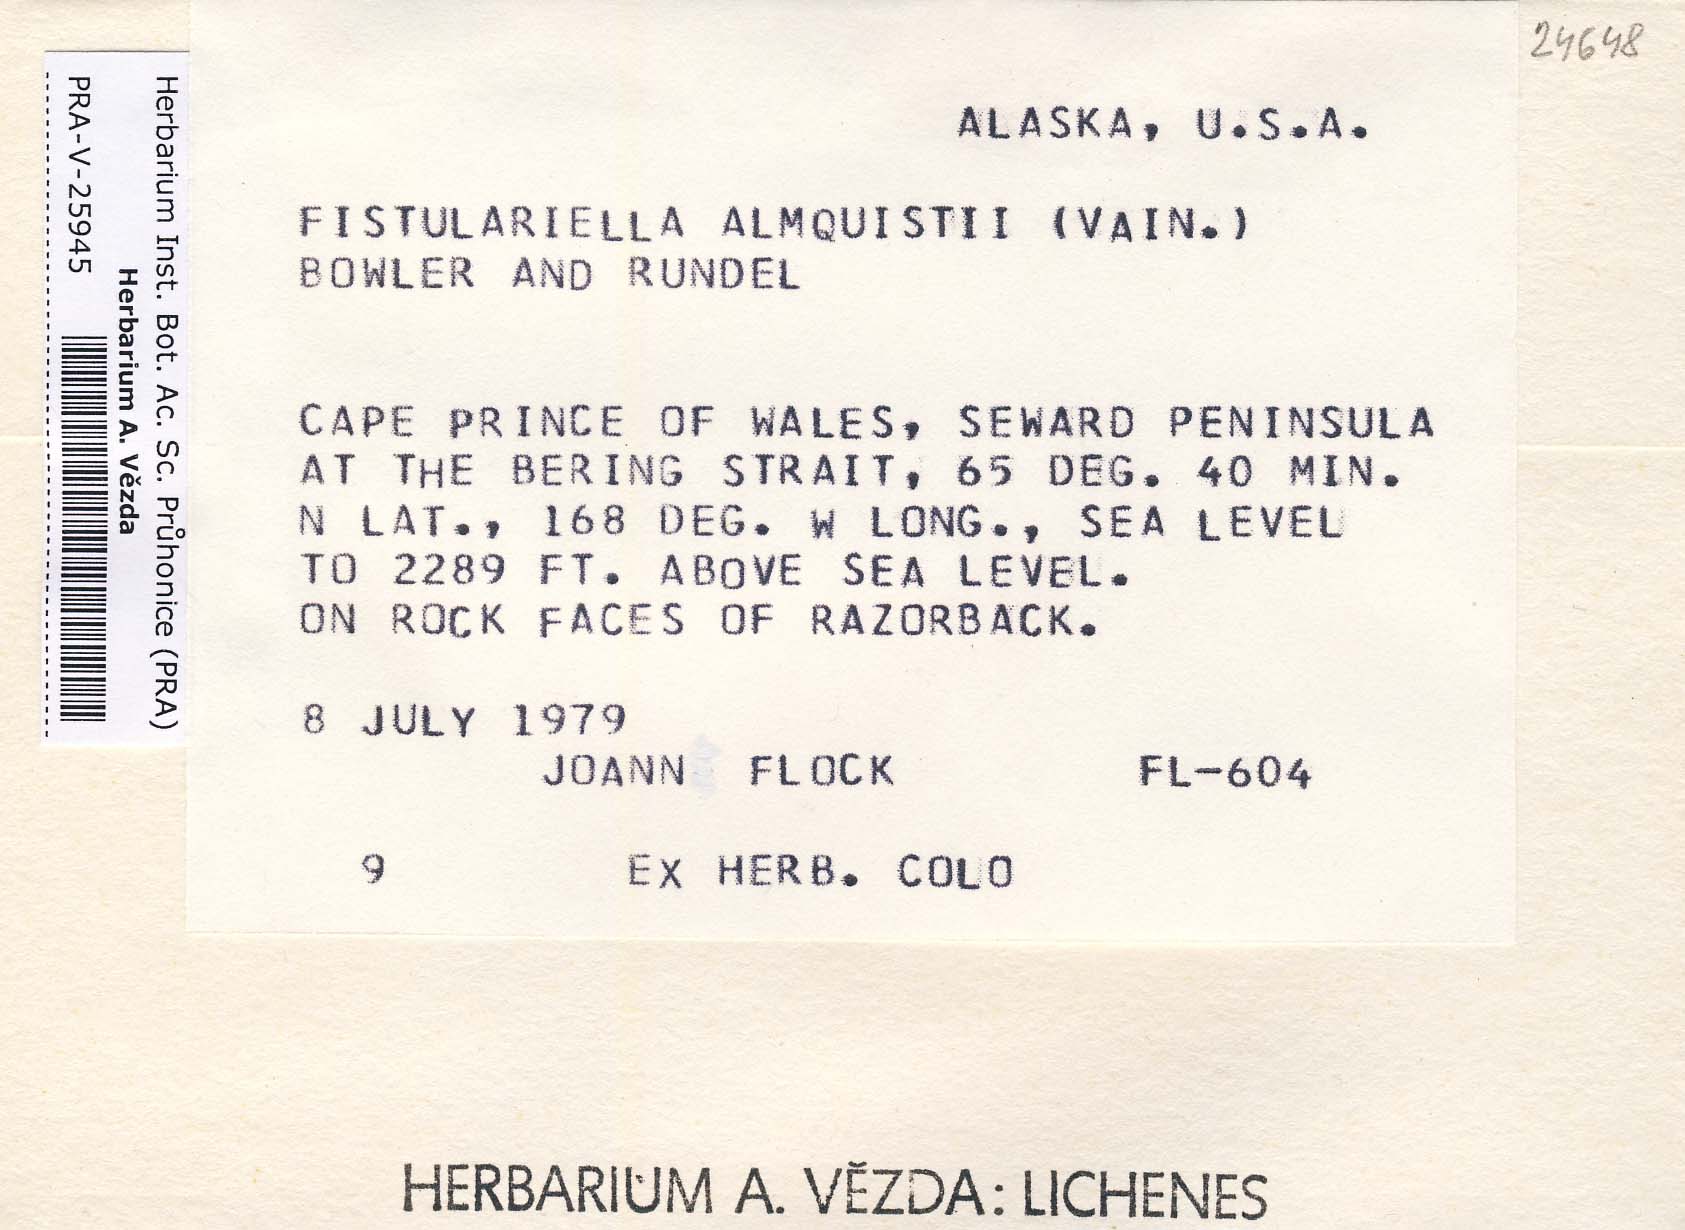 24648
Herbarium Inst. Bot. Ac. Sc. Průhonice (PRA)
Herbarium A. Vězda
PRA-V-25945
ALASKA, U.S.A.
FISTULARIELLA ALMQUISTII (VAIN.)
BOWLER AND RUNDEL
CAPE PRINCE OF WALES, SEWARD PENINSULA
AT THE BERING STRAIT, 65 DEG. 40 MIN.
N LAT., 168 DEG. W LONG., SEA LEVEL
TO 2289 FT. ABOVE SEA LEVEL.
ON ROCK FACES OF RAZORBACK.
8 JULY 1979
JOANN FLOCK FL-604
9 EX HERB. COLO
HERBARIUM A. VĚZDA: LICHENES